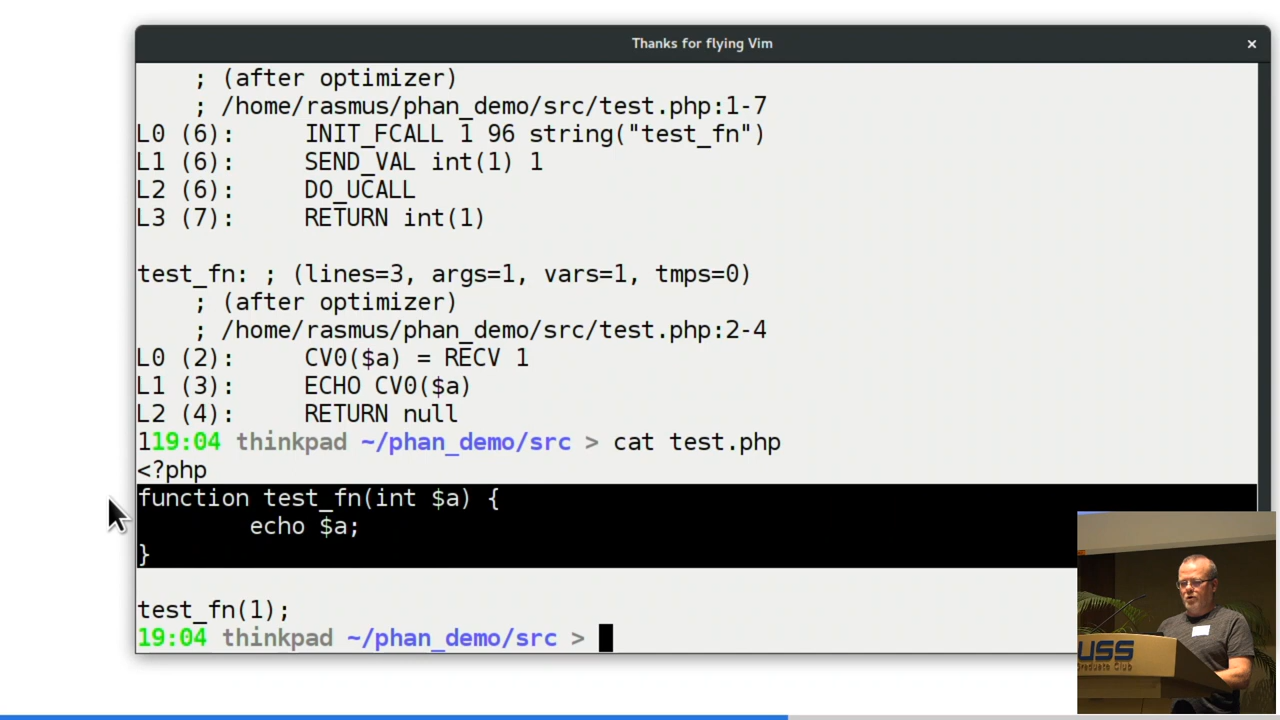 Thanks for flying Vim
×
; (after optimizer)
; /home/rasmus/phan_demo/src/test.php:1-7
L0 (6): INIT_FCALL 1 96 string("test_fn")
L1 (6): SEND_VAL int(1) 1
L2 (6): DO_UCALL
L3 (7): RETURN int(1)
test_fn: ; (lines=3, args=1, vars=1, tmps=0)
; (after optimizer)
; /home/rasmus/phan_demo/src/test.php:2-4
L0 (2): CV0($a) = RECV 1
L1 (3): ECHO CV0($a)
L2 (4): RETURN null
119:04 thinkpad ~/phan_demo/src > cat test.php
<?php
function test_fn(int $a) {
echo $a;
}
test_fn(1);
19:04 thinkpad ~/phan_demo/src >
USS
Graduate Club